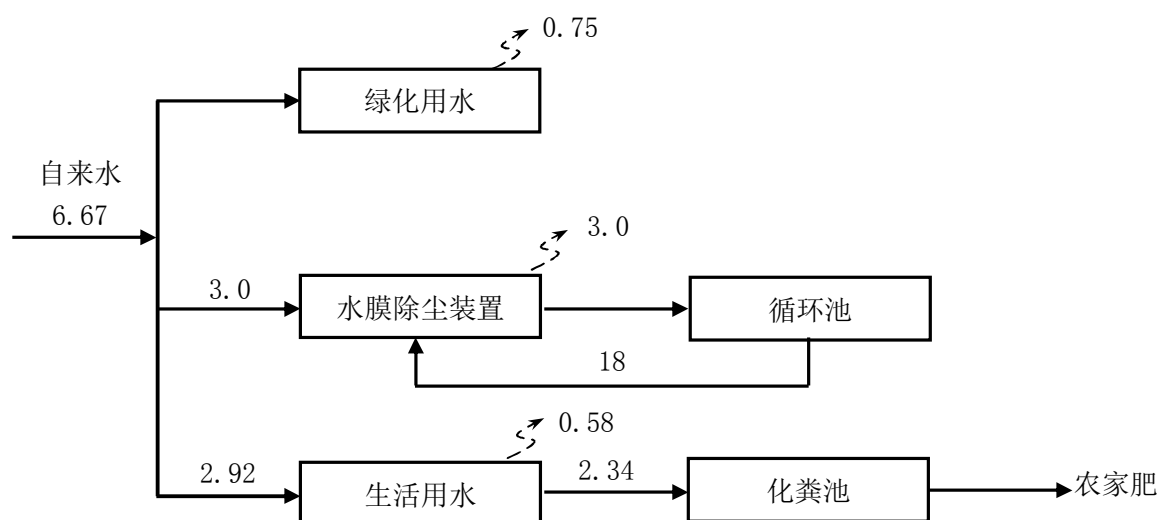 0.75
绿化用水
自来水
6.67
3.0
3.0
水膜除尘装置
循环池
18
0.58
2.92
2.34
生活用水
化粪池
农家肥